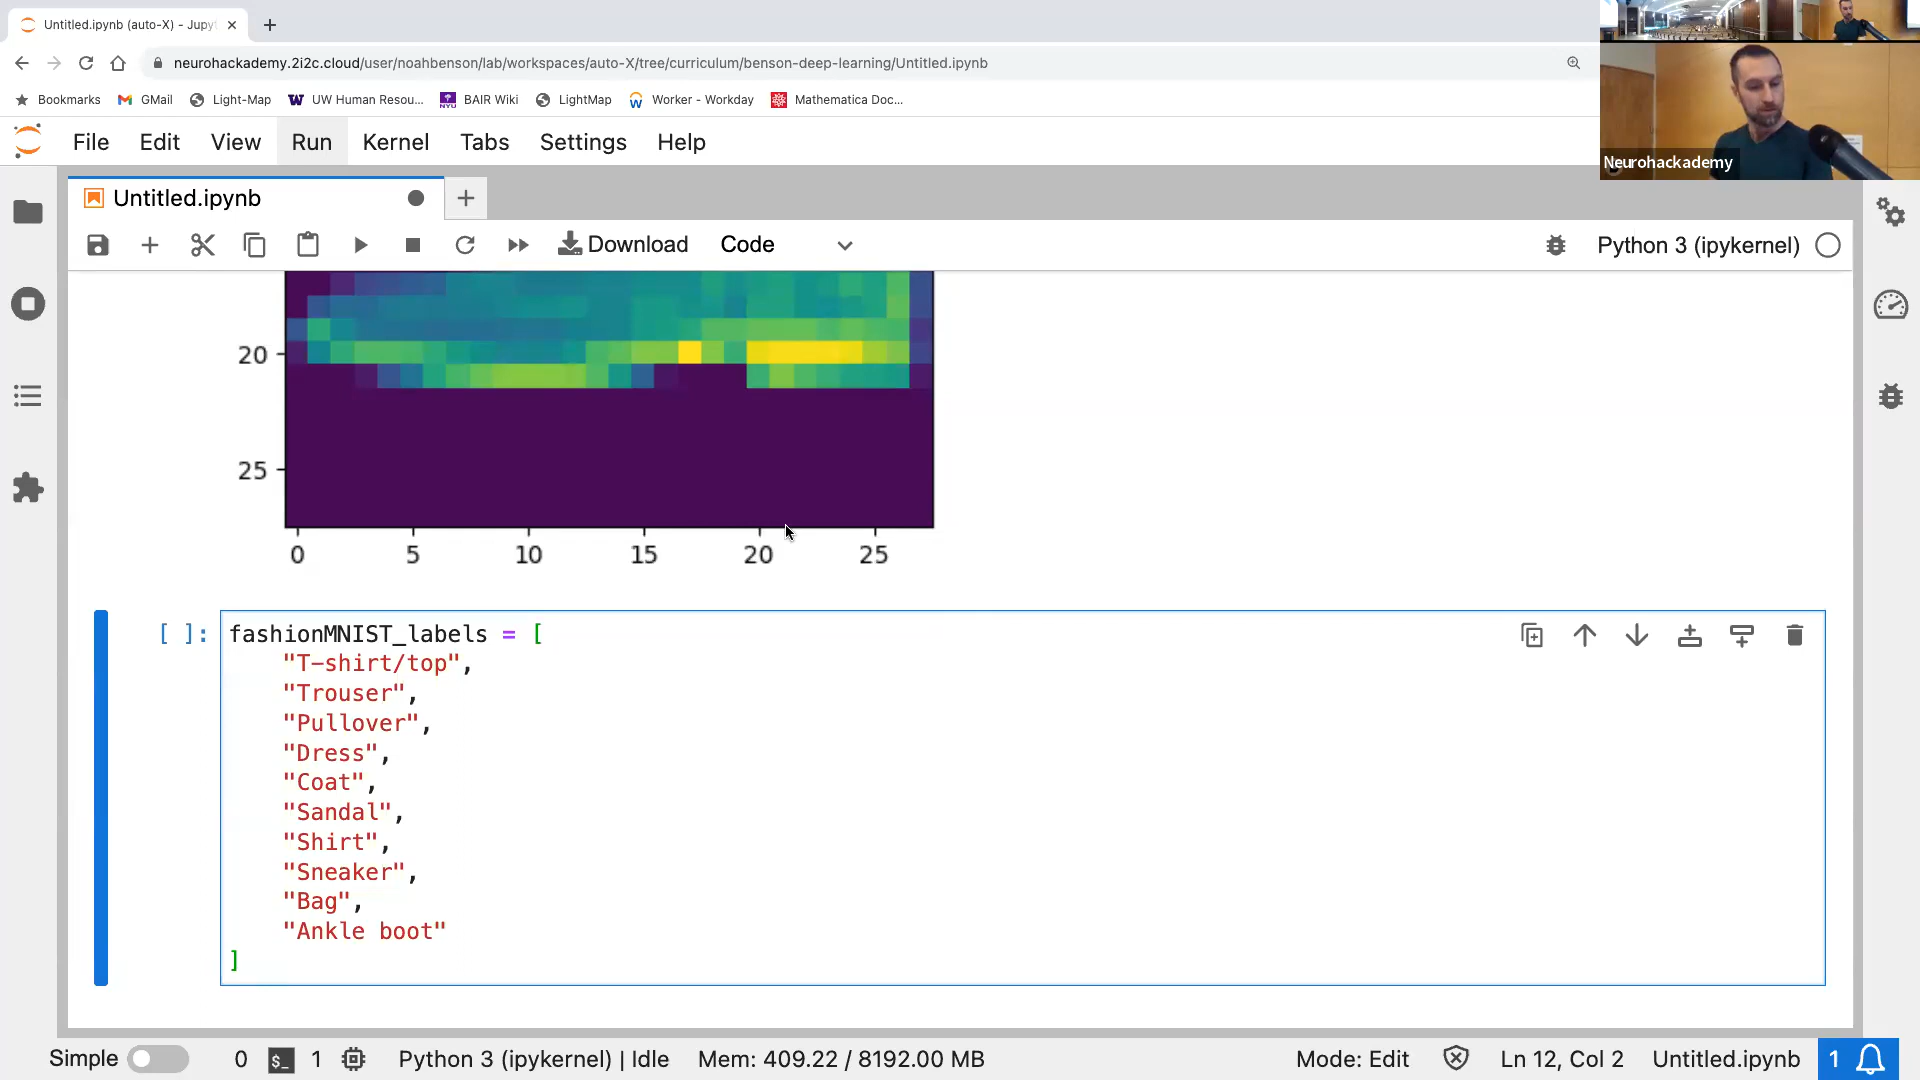 Untitled.ipynb (auto-X) - Jupyt
neurohackademy.2i2c.cloud/user/noahbenson/lab/workspaces/auto-X/tree/curriculum/benson-deep-learning/Untitled.ipynb
Bookmarks GMail Light-Map UW Human Resou... BAIR Wiki LightMap Worker - Workday Mathematica Doc...
File Edit View Run Kernel Tabs Settings Help
Neurohackademy
Untitled.ipynb
Download Code Python 3 (ipykernel)
20
25
0 5 10 15 20 25
[ ]: fashionMNIST_labels = [
"T-shirt/top",
"Trouser",
"Pullover",
"Dress",
"Coat",
"Sandal",
"Shirt",
"Sneaker",
"Bag",
"Ankle boot"
]
Simple 0 $_ 1 Python 3 (ipykernel) | Idle Mem: 409.22 / 8192.00 MB Mode: Edit Ln 12, Col 2 Untitled.ipynb 1